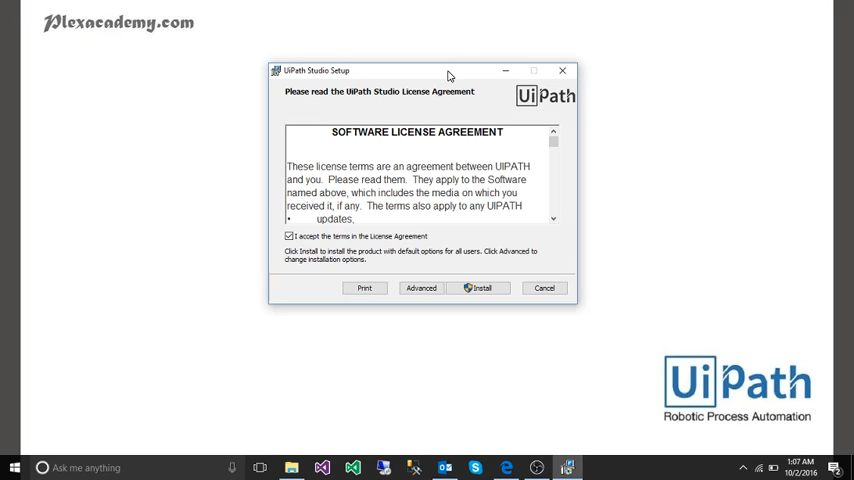 Plexacademy.com
UiPath Studio Setup
Please read the UiPath Studio License Agreement
UiPath
SOFTWARE LICENSE AGREEMENT
These license terms are an agreement between UIPATH
and you. Please read them. They apply to the Software
named above, which includes the media on which you
received it, if any. The terms also apply to any UIPATH
• updates,
I accept the terms in the License Agreement
Click Install to install the product with default options for all users. Click Advanced to
change installation options.
Print Advanced Install Cancel
UiPath
Robotic Process Automation
Ask me anything
1:07 AM
10/2/2016
2